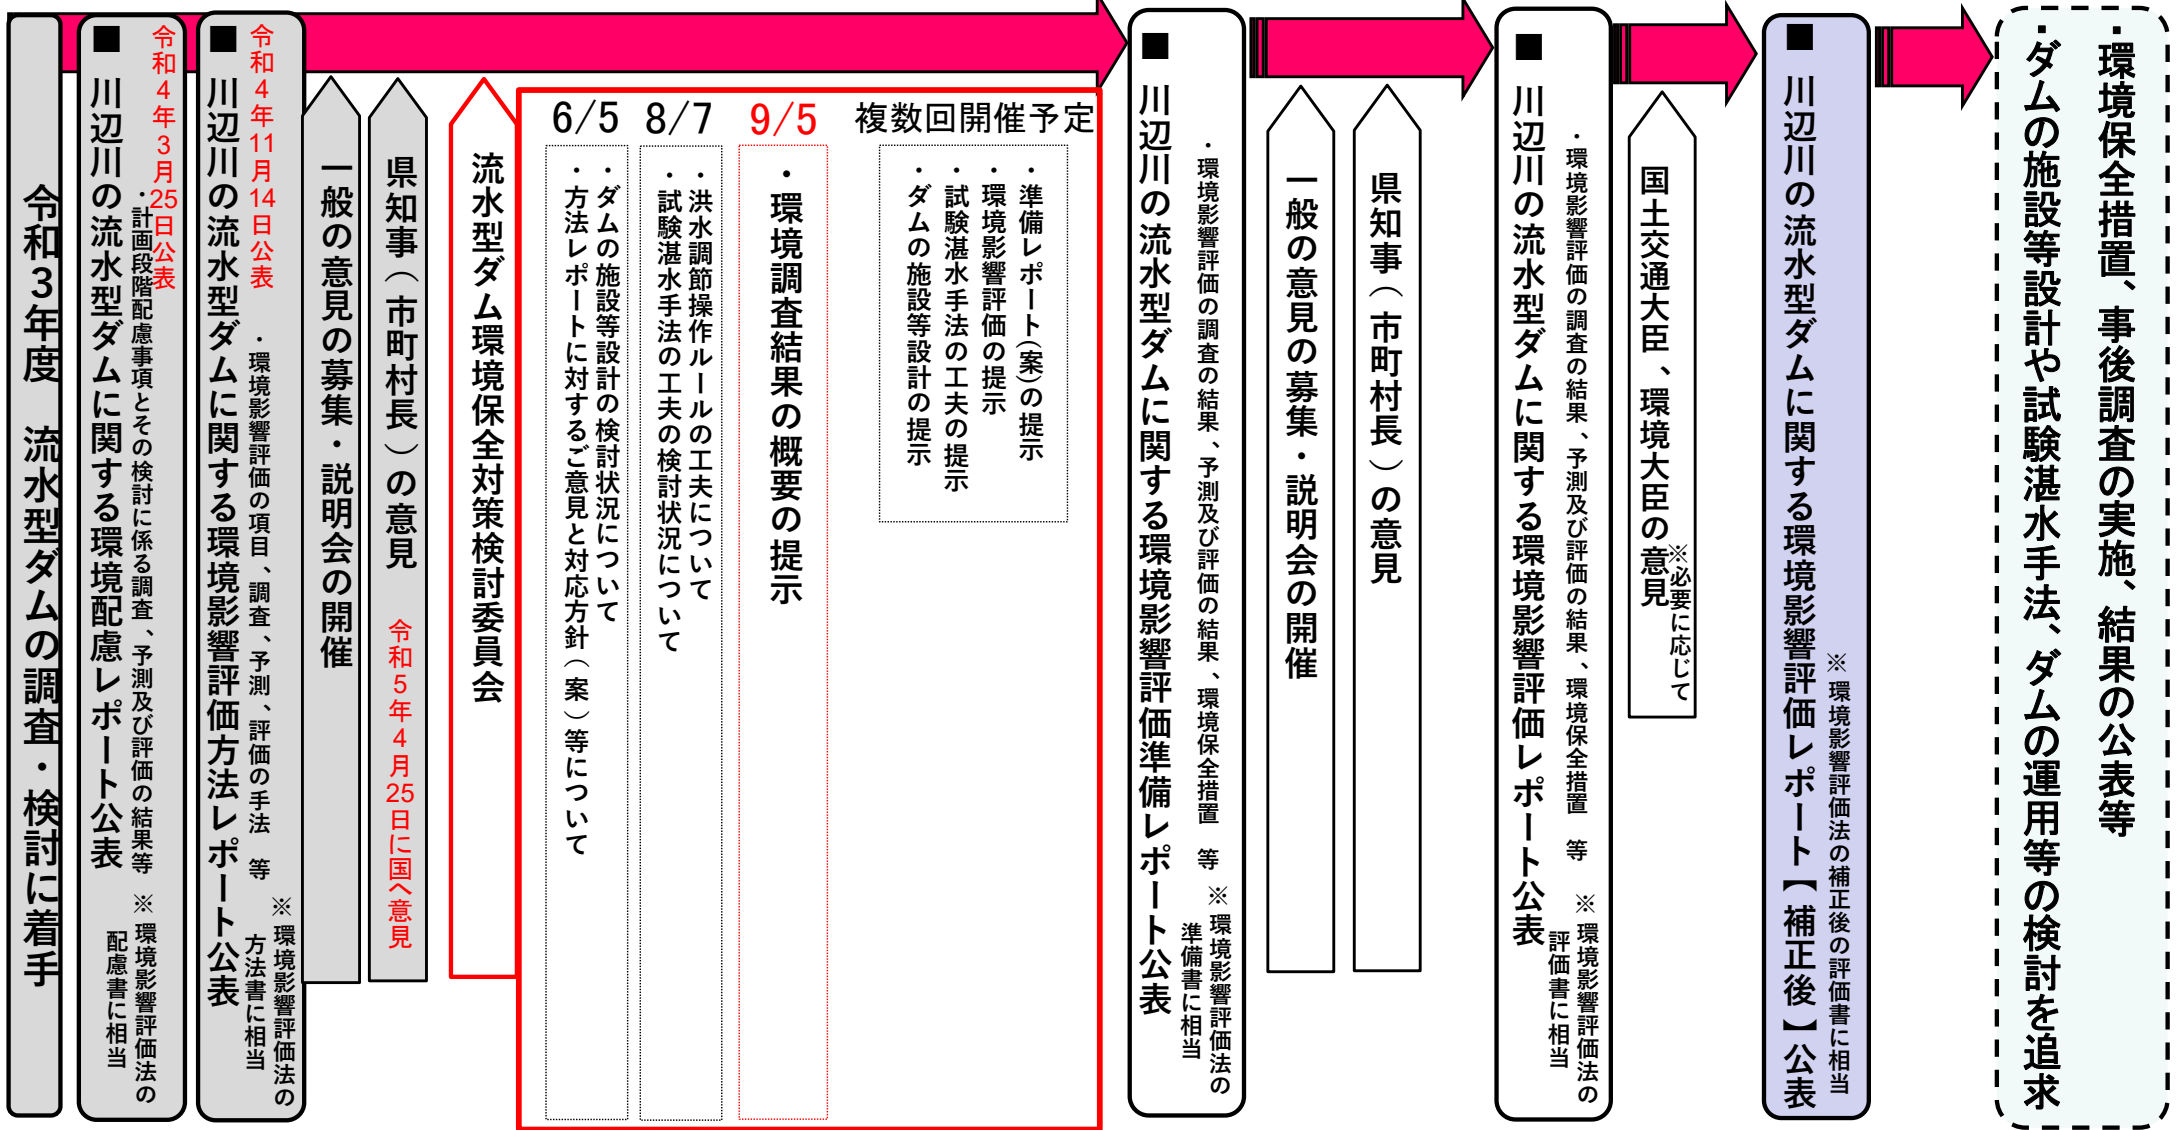 令和３年度　流水型ダムの調査・検討に着手
令和4年3月25日公表
■ 川辺川の流水型ダムに関する環境配慮レポート公表
・計画段階配慮事項とその検討に係る調査、予測及び評価の結果等
※環境影響評価法の
配慮書に相当
令和4年11月14日公表
■ 川辺川の流水型ダムに関する環境影響評価方法レポート公表
・環境影響評価の項目、調査、予測、評価の手法　等
※環境影響評価法の
方法書に相当
一般の意見の募集・説明会の開催
県知事（市町村長）の意見　令和5年4月25日に国へ意見
流水型ダム環境保全対策検討委員会
6/5
・ダムの施設等設計の検討状況について
・方法レポートに対するご意見と対応方針（案）等について
8/7
・洪水調節操作ルールの工夫について
・試験湛水手法の工夫の検討状況について
9/5
・環境調査結果の概要の提示
複数回開催予定
・準備レポート(案)の提示
・環境影響評価の提示
・試験湛水手法の工夫の提示
・ダムの施設等設計の提示
■ 川辺川の流水型ダムに関する環境影響評価準備レポート公表
・環境影響評価の調査の結果、予測及び評価の結果、環境保全措置　等
※環境影響評価法の
準備書に相当
一般の意見の募集・説明会の開催
県知事（市町村長）の意見
■ 川辺川の流水型ダムに関する環境影響評価レポート公表
・環境影響評価の調査の結果、予測及び評価の結果、環境保全措置　等
※環境影響評価法の
評価書に相当
国土交通大臣、環境大臣の意見
※必要に応じて
■ 川辺川の流水型ダムに関する環境影響評価レポート【補正後】公表
※環境影響評価法の補正後の評価書に相当
・環境保全措置、事後調査の実施、結果の公表等
・ダムの施設等設計や試験湛水手法、ダムの運用等の検討を追求